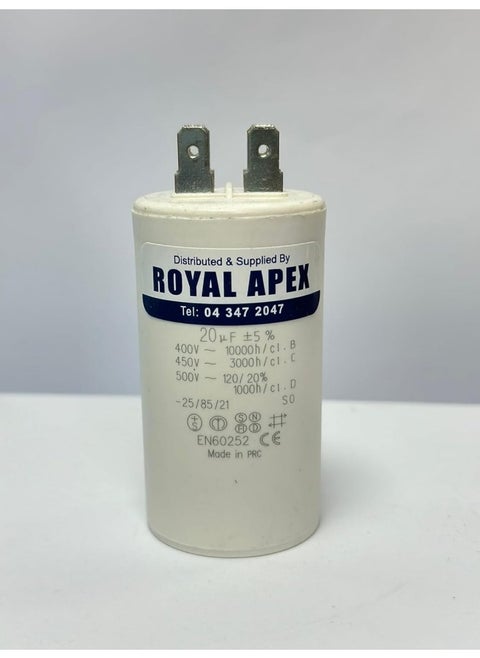 Distributed & Supplied By
ROYAL APEX
Tel: 04 347 2047
20μF ±5 %
400V ~ 10000h/cl. B
450V ~ 3000h/cl. C
500V ~ 120/20%
1000h/cl. D
-25/85/21 S0
EN60252 CE
Made in PRC